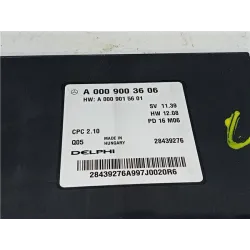 A 000 900 36 06
HW: A 000 901 56 01
SV 11.39
HW 12.08
PD 16 M06
CPC 2.10
Q05 MADE IN HUNGARY 28439276
DELPHI
28439276A997J0020R6